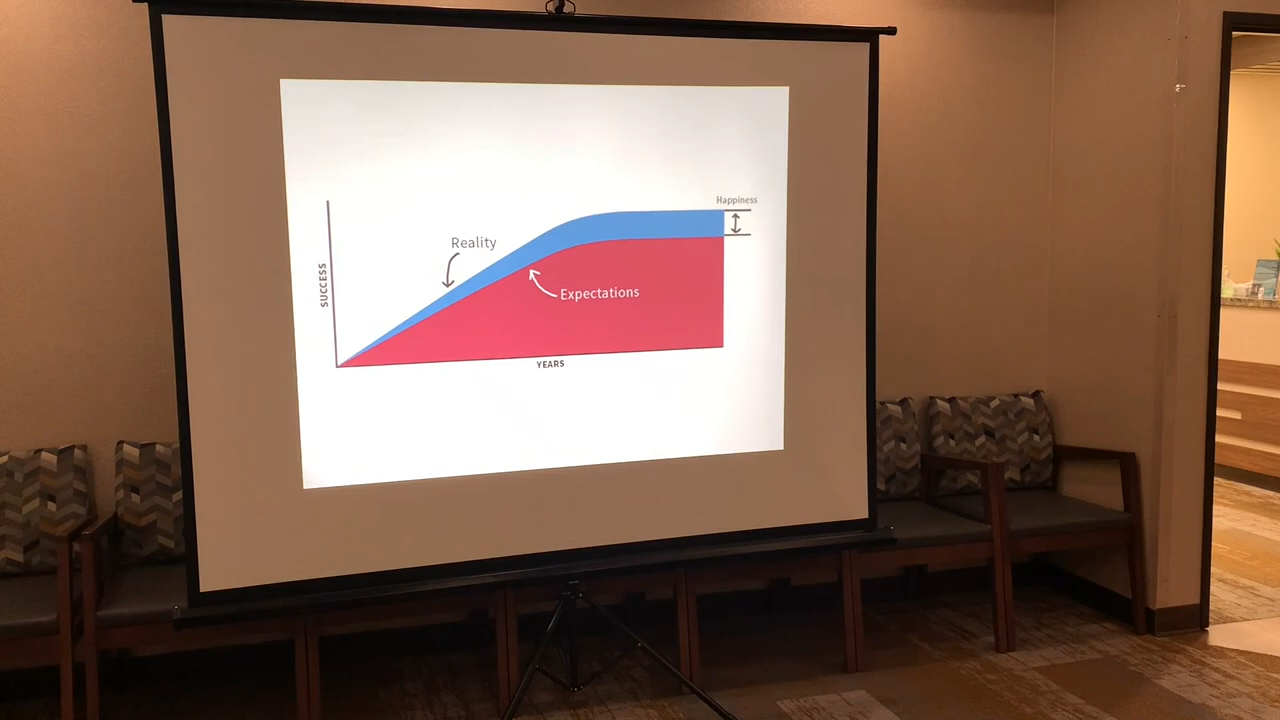 Happiness
Reality
SUCCESS
Expectations
YEARS